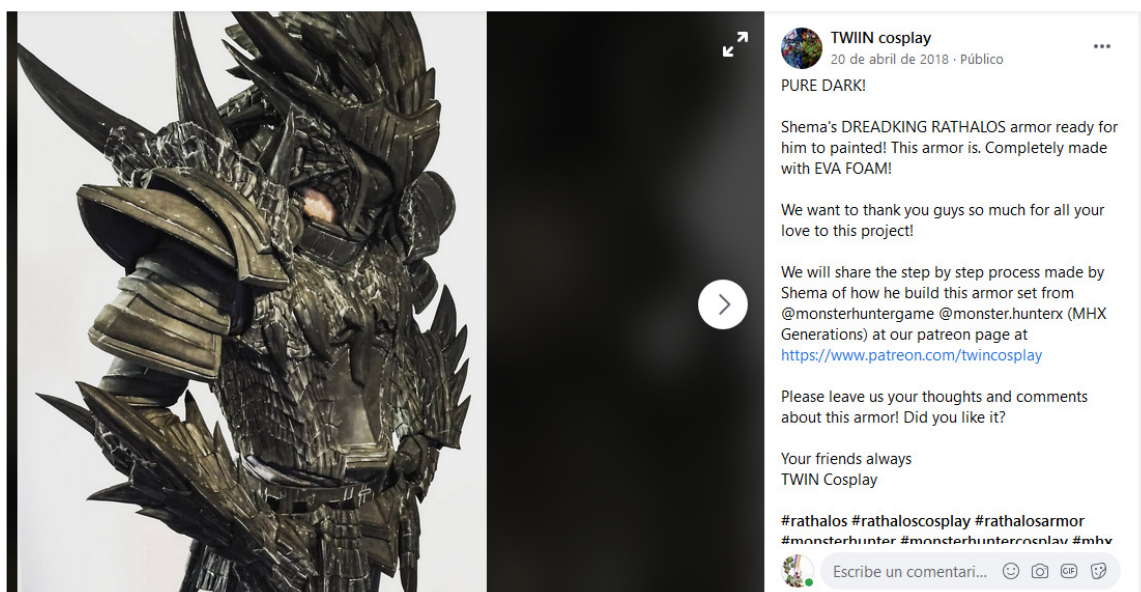 TWIIN cosplay
20 de abril de 2018 · Público
PURE DARK!
Shema's DREADKING RATHALOS armor ready for
him to painted! This armor is. Completely made
with EVA FOAM!
We want to thank you guys so much for all your
love to this project!
We will share the step by step process made by
Shema of how he build this armor set from
@monsterhuntergame @monster.hunterx (MHX
Generations) at our patreon page at
https://www.patreon.com/twincosplay
Please leave us your thoughts and comments
about this armor! Did you like it?
Your friends always
TWIN Cosplay
#rathalos #rathaloscosplay #rathalosarmor
#monsterhunter #monsterhuntercosplay #mhx
Escribe un comentari...
GIF